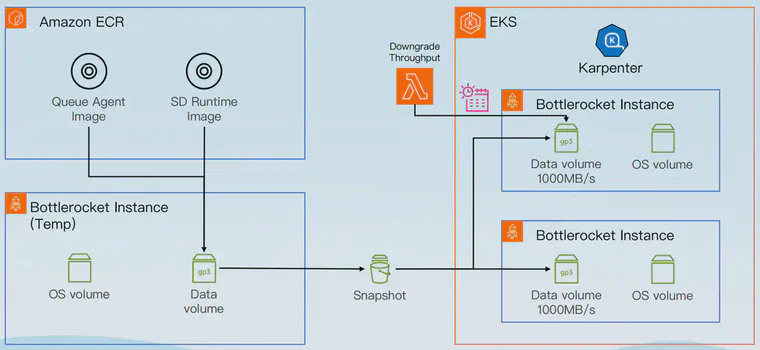 Amazon ECR
Queue Agent
Image
SD Runtime
Image
Bottlerocket Instance
(Temp)
OS volume
gp3
Data
volume
Snapshot
Downgrade
Throughput
EKS
K
Karpenter
Bottlerocket Instance
gp3
Data volume
1000MB/s
OS volume
Bottlerocket Instance
gp3
Data volume
1000MB/s
OS volume